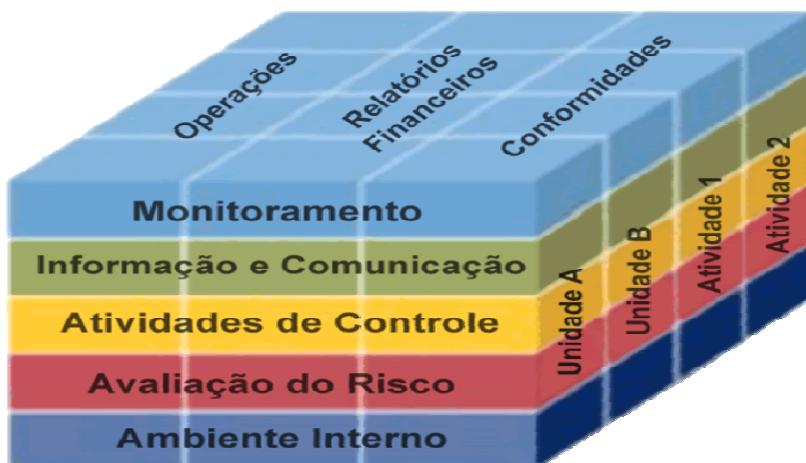 Operações
Relatórios
Financeiros
Conformidades
Monitoramento
Informação e Comunicação
Atividades de Controle
Avaliação do Risco
Ambiente Interno
Unidade A
Unidade B
Atividade 1
Atividade 2